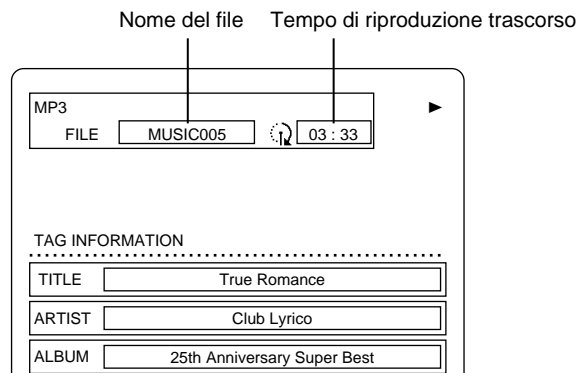 Nome del file Tempo di riproduzione trascorso
MP3
FILE MUSIC005 03 : 33
TAG INFORMATION
TITLE True Romance
ARTIST Club Lyrico
ALBUM 25th Anniversary Super Best